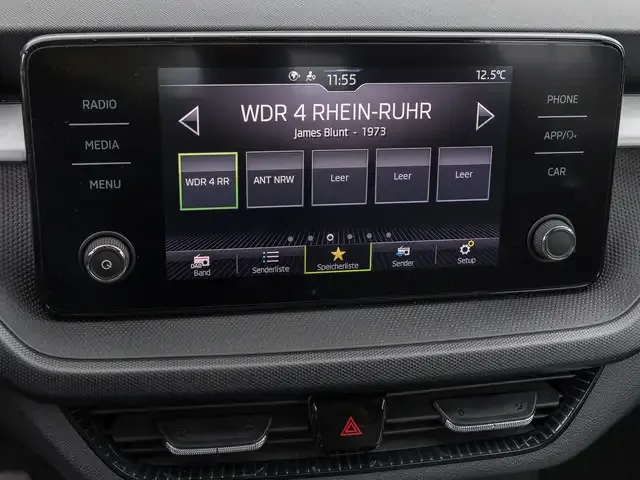 RADIO
MEDIA
MENU
11:55
12.5°C
WDR 4 RHEIN-RUHR
James Blunt - 1973
WDR 4 RR
ANT NRW
Leer
Leer
Leer
DAB
Band
Senderliste
Speicherliste
Sender
Setup
PHONE
APP/
CAR